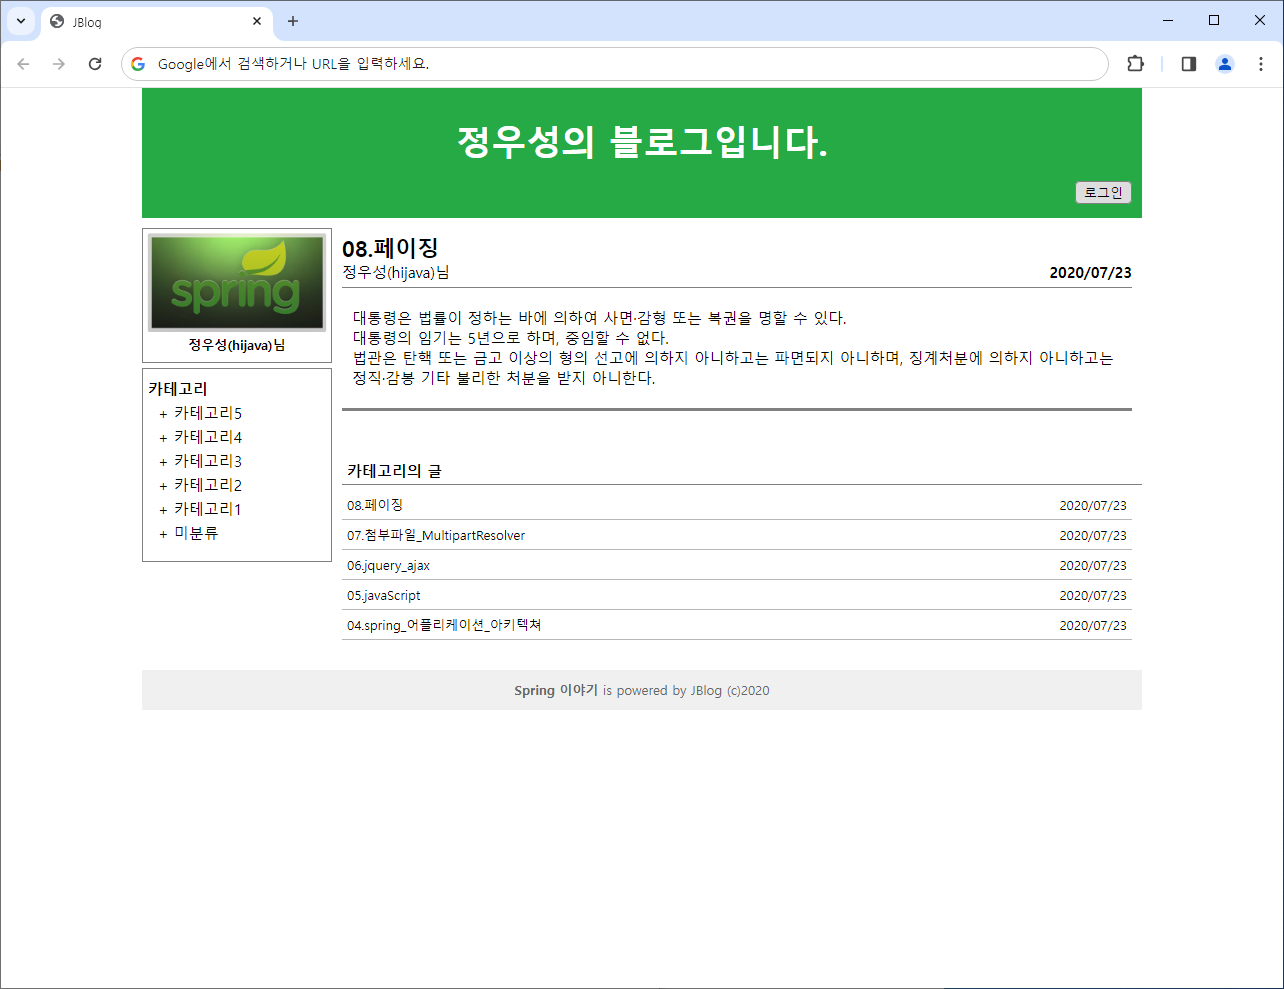 JBlog
Google에서 검색하거나 URL을 입력하세요.
정우성의 블로그입니다.
로그인
spring
정우성(hijava)님
카테고리
+ 카테고리5
+ 카테고리4
+ 카테고리3
+ 카테고리2
+ 카테고리1
+ 미분류
08.페이징
정우성(hijava)님 2020/07/23
대통령은 법률이 정하는 바에 의하여 사면·감형 또는 복권을 명할 수 있다.
대통령의 임기는 5년으로 하며, 중임할 수 없다.
법관은 탄핵 또는 금고 이상의 형의 선고에 의하지 아니하고는 파면되지 아니하며, 징계처분에 의하지 아니하고는
정직·감봉 기타 불리한 처분을 받지 아니한다.
카테고리의 글
08.페이징 2020/07/23
07.첨부파일_MultipartResolver 2020/07/23
06.jquery_ajax 2020/07/23
05.javaScript 2020/07/23
04.spring_어플리케이션_아키텍쳐 2020/07/23
Spring 이야기 is powered by JBlog (c)2020